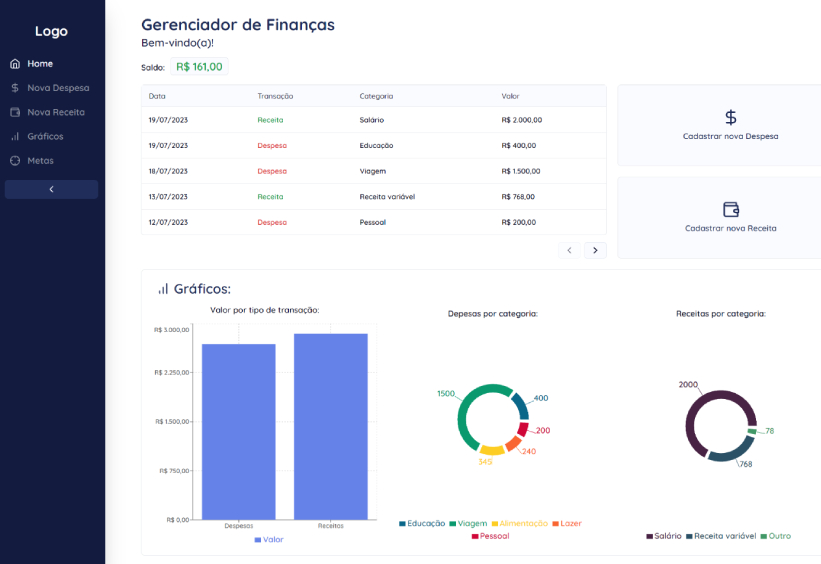 Logo
Home
Nova Despesa
Nova Receita
Gráficos
Metas
Gerenciador de Finanças
Bem-vindo(a)!
Saldo: R$ 161,00
Data Transação Categoria Valor
19/07/2023 Receita Salário R$ 2.000,00
19/07/2023 Despesa Educação R$ 400,00
18/07/2023 Despesa Viagem R$ 1.500,00
13/07/2023 Receita Receita variável R$ 768,00
12/07/2023 Despesa Pessoal R$ 200,00
Cadastrar nova Despesa
Cadastrar nova Receita
Gráficos:
Valor por tipo de transação:
R$ 3.000,00
R$ 2.250,00
R$ 1.500,00
R$ 750,00
R$ 0,00
Despesas Receitas
Valor
Depesas por categoria:
1500
400
200
240
345
Educação Viagem Alimentação Lazer
Pessoal
Receitas por categoria:
2000
78
768
Salário Receita variável Outro